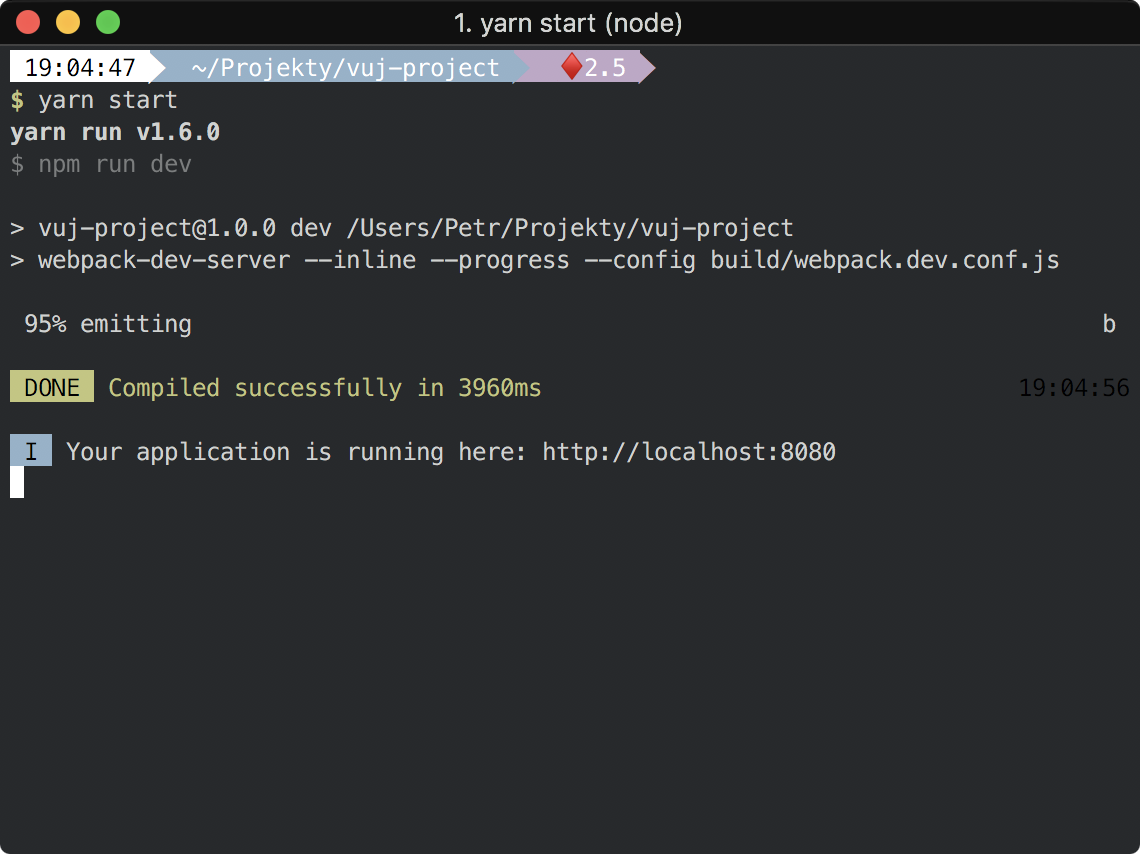 1. yarn start (node)
19:04:47 ~/Projekty/vuj-project 2.5
$ yarn start
yarn run v1.6.0
$ npm run dev
> vuj-project@1.0.0 dev /Users/Petr/Projekty/vuj-project
> webpack-dev-server --inline --progress --config build/webpack.dev.conf.js
95% emitting b
DONE Compiled successfully in 3960ms 19:04:56
I Your application is running here: http://localhost:8080